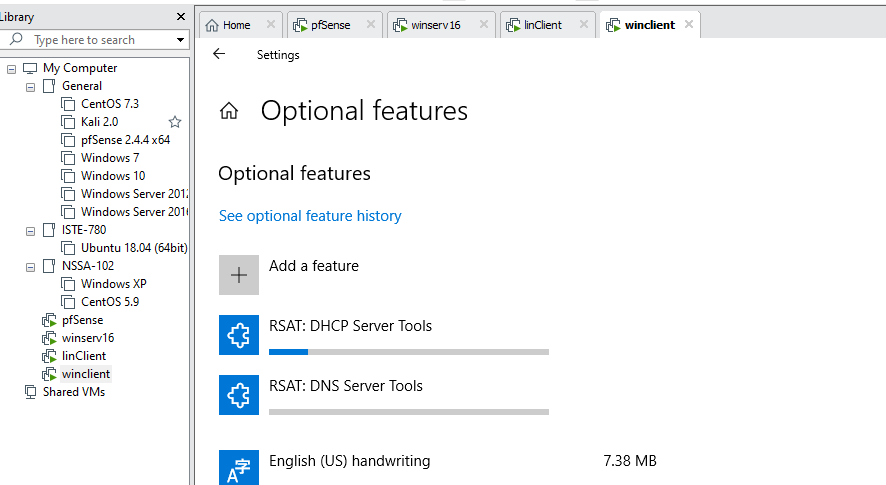 Library
Type here to search
My Computer
General
CentOS 7.3
Kali 2.0
pfSense 2.4.4 x64
Windows 7
Windows 10
Windows Server 2012
Windows Server 2016
ISTE-780
Ubuntu 18.04 (64bit)
NSSA-102
Windows XP
CentOS 5.9
pfSense
winserv16
linClient
winclient
Shared VMs
Home
pfSense
winserv16
linClient
winclient
Settings
Optional features
Optional features
See optional feature history
Add a feature
RSAT: DHCP Server Tools
RSAT: DNS Server Tools
English (US) handwriting 7.38 MB